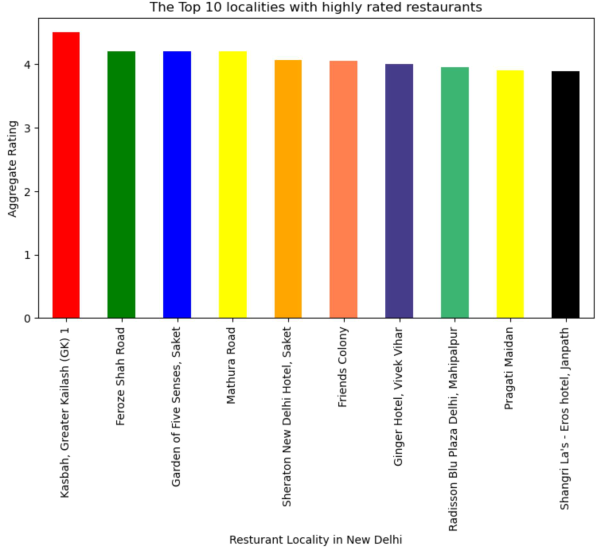 The Top 10 localities with highly rated restaurants
Aggregate Rating
4
3
2
1
0
Kasbah, Greater Kailash (GK) 1
Feroze Shah Road
Garden of Five Senses, Saket
Mathura Road
Sheraton New Delhi Hotel, Saket
Friends Colony
Ginger Hotel, Vivek Vihar
Radisson Blu Plaza Delhi, Mahipalpur
Pragati Maidan
Shangri La's - Eros hotel, Janpath
Resturant Locality in New Delhi